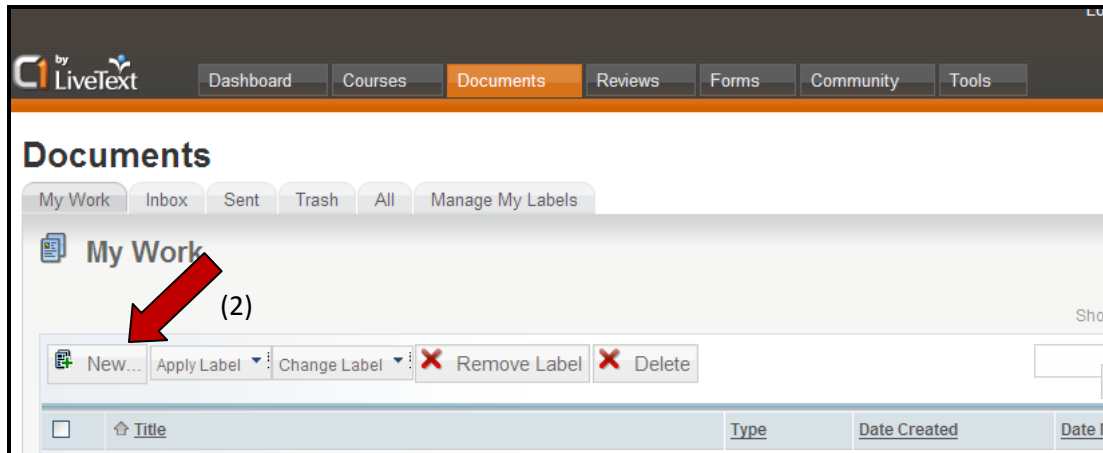 C1 by LiveText Dashboard Courses Documents Reviews Forms Community Tools
Documents
My Work Inbox Sent Trash All Manage My Labels
My Work
(2)
New... Apply Label Change Label Remove Label Delete
Title Type Date Created Date